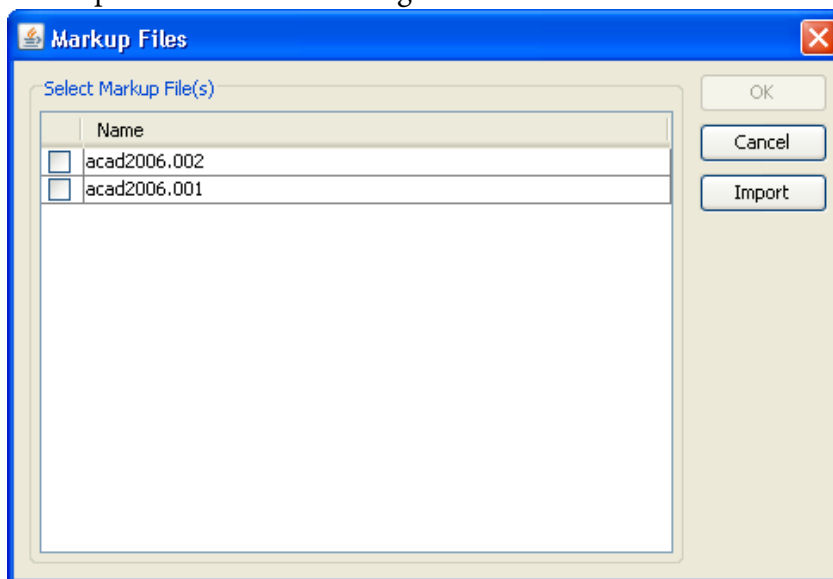 Markup Files
Select Markup File(s)
OK
Name
Cancel
acad2006.002
acad2006.001
Import